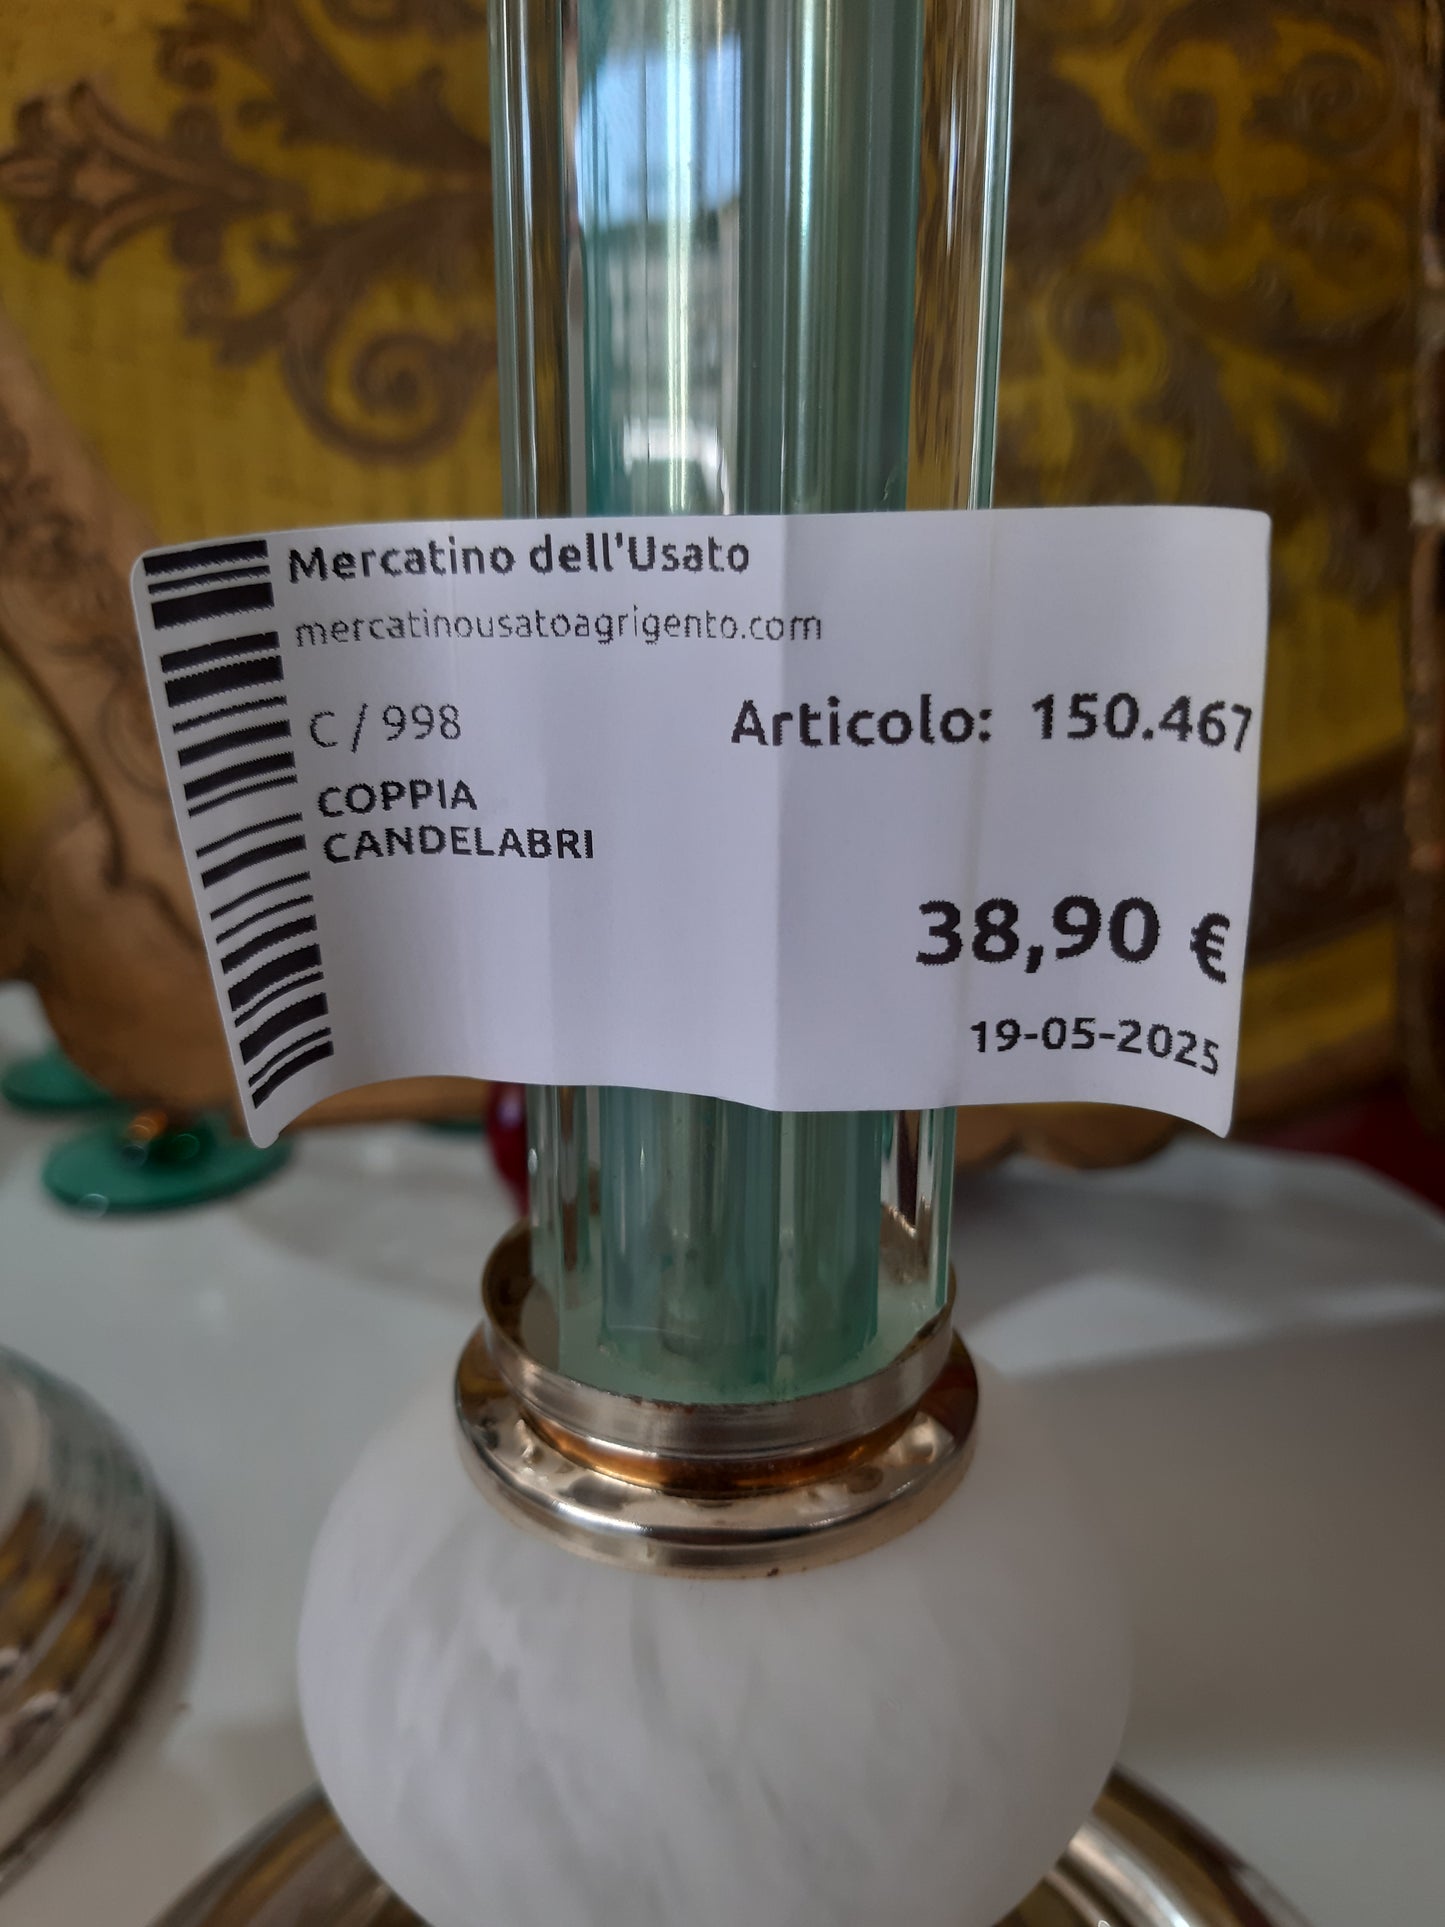 Mercatino dell'Usato
mercatinousatoagrigento.com
C / 998
Articolo: 150.467
COPPIA
CANDELABRI
38,90 €
19-05-2025